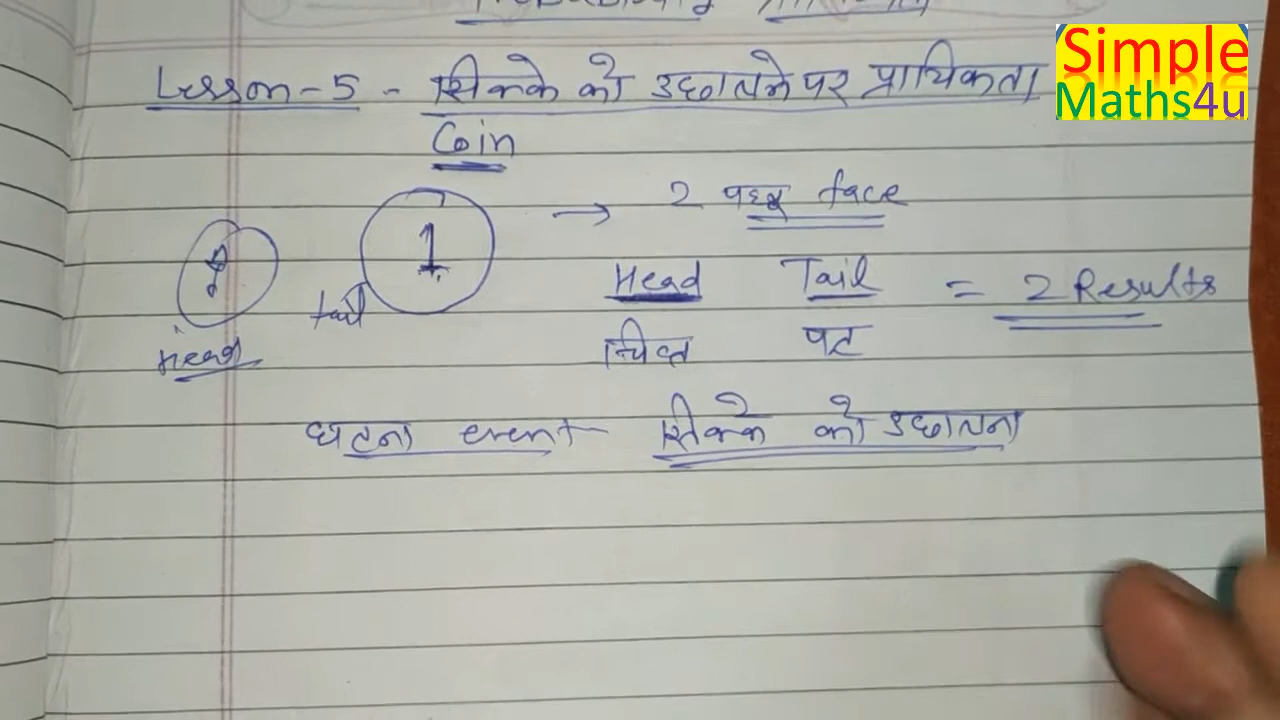 Simple
Maths4u
Lesson-5 - सिक्के को उछालने पर प्रायिकता
Coin
2 पक्ष face
1
Head Tail = 2 Results
tail
Head
चित्त पट
घटना event सिक्के को उछालना